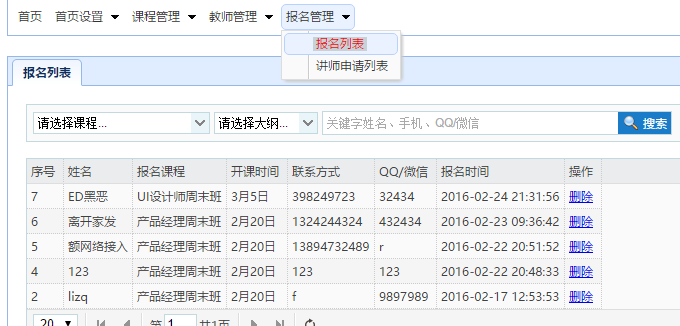 首页 首页设置 课程管理 教师管理 报名管理
报名列表
讲师申请列表
报名列表
请选择课程... 请选择大纲... 关键字姓名、手机、QQ/微信 搜索
序号 姓名 报名课程 开课时间 联系方式 QQ/微信 报名时间 操作
7 ED黑恶 UI设计师周末班 3月5日 398249723 32434 2016-02-24 21:31:56 删除
6 离开家发 产品经理周末班 2月20日 1324244324 432434 2016-02-23 09:36:42 删除
5 额网络接入 产品经理周末班 2月20日 13894732489 r 2016-02-22 20:51:52 删除
4 123 产品经理周末班 2月20日 123 123 2016-02-22 20:48:33 删除
2 lizq 产品经理周末班 2月20日 f 9897989 2016-02-17 12:53:53 删除
20 第 1 共1页